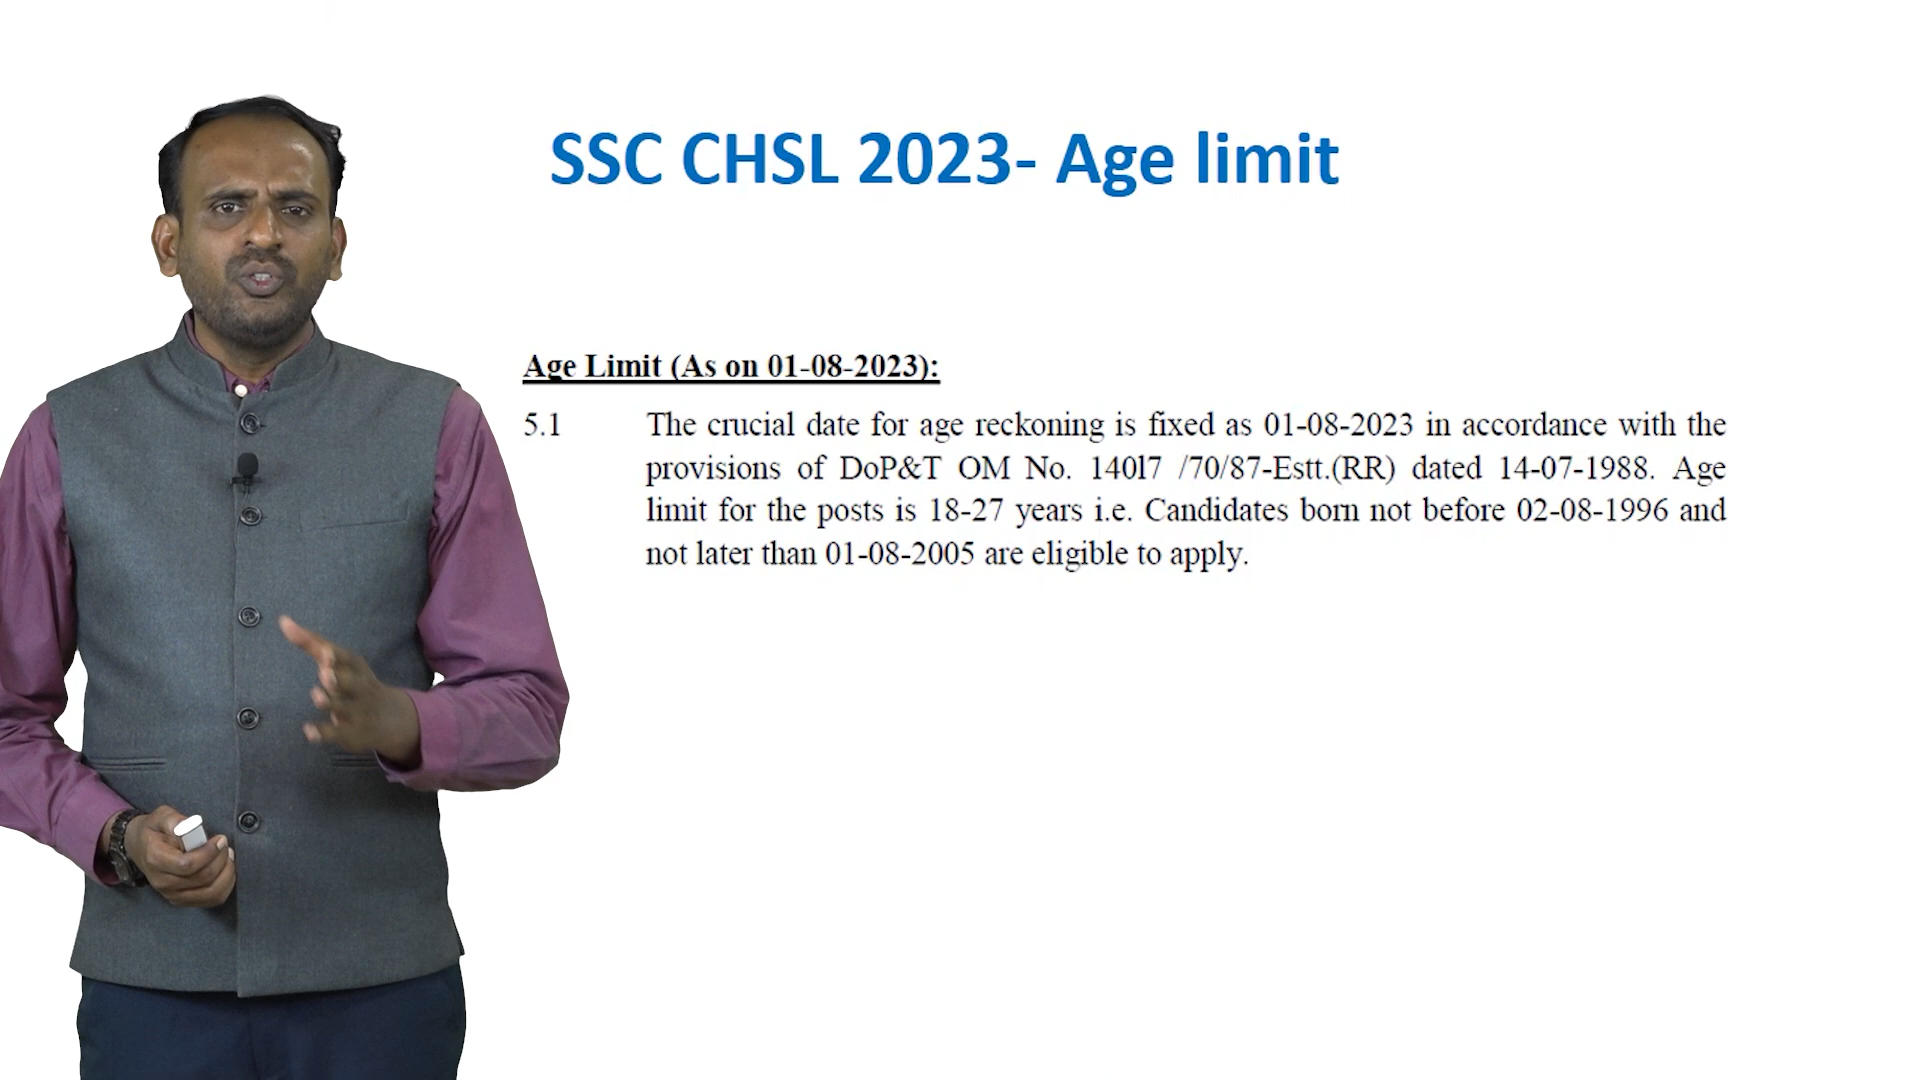 SSC CHSL 2023- Age limit
Age Limit (As on 01-08-2023):
5.1 The crucial date for age reckoning is fixed as 01-08-2023 in accordance with the
provisions of DoP&T OM No. 140l7 /70/87-Estt.(RR) dated 14-07-1988. Age
limit for the posts is 18-27 years i.e. Candidates born not before 02-08-1996 and
not later than 01-08-2005 are eligible to apply.